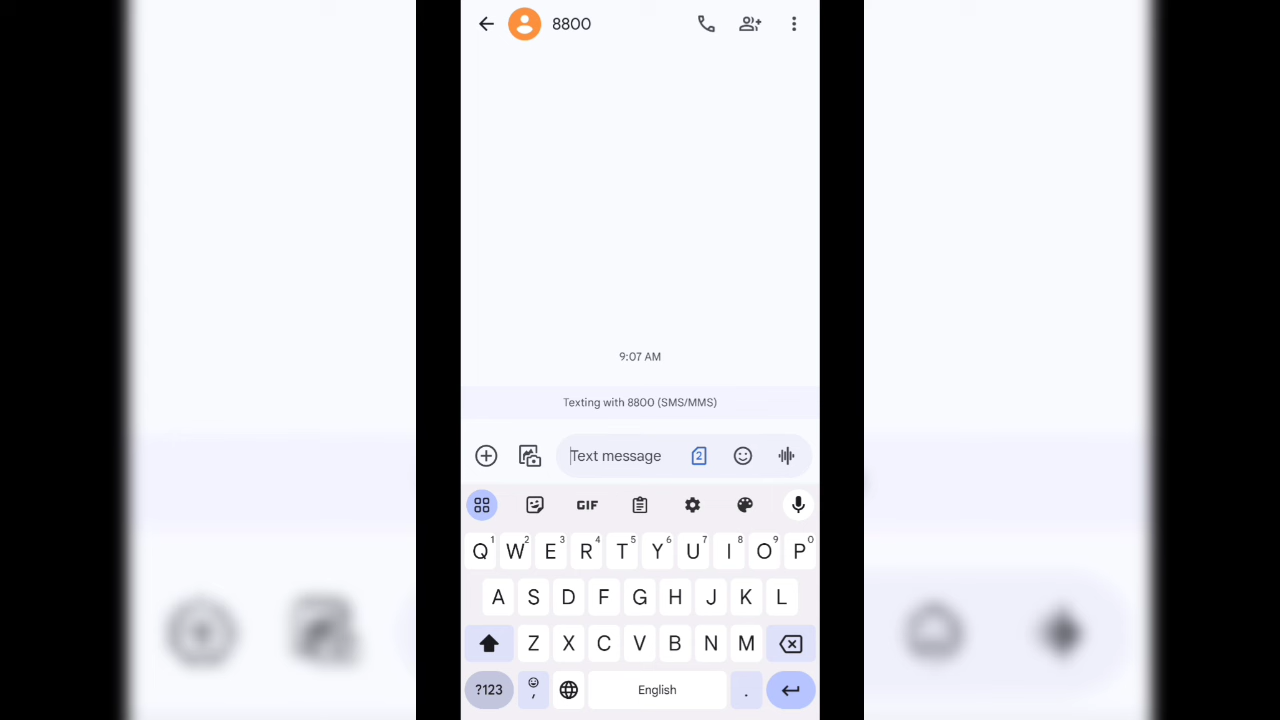 8800
9:07 AM
Texting with 8800 (SMS/MMS)
Text message 2
GIF
Q1 W2 E3 R4 T5 Y6 U7 I8 O9 P0
A S D F G H J K L
Z X C V B N M
?123 , English .